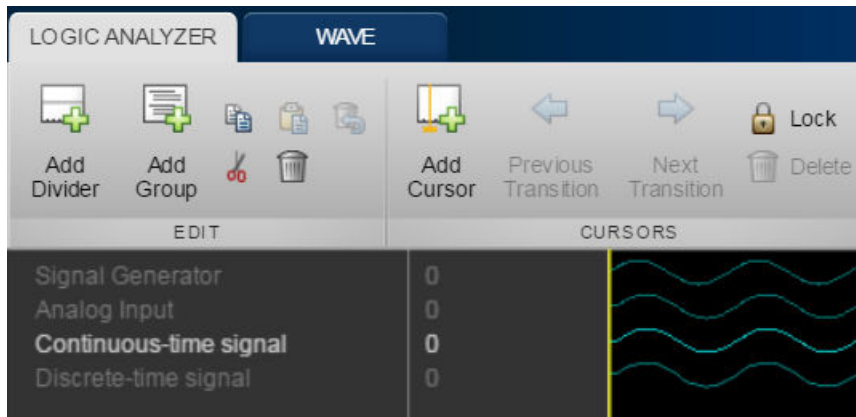 LOGIC ANALYZER
WAVE
Add
Divider
Add
Group
EDIT
Add
Cursor
Previous
Transition
Next
Transition
Lock
Delete
CURSORS
Signal Generator 0
Analog Input 0
Continuous-time signal 0
Discrete-time signal 0